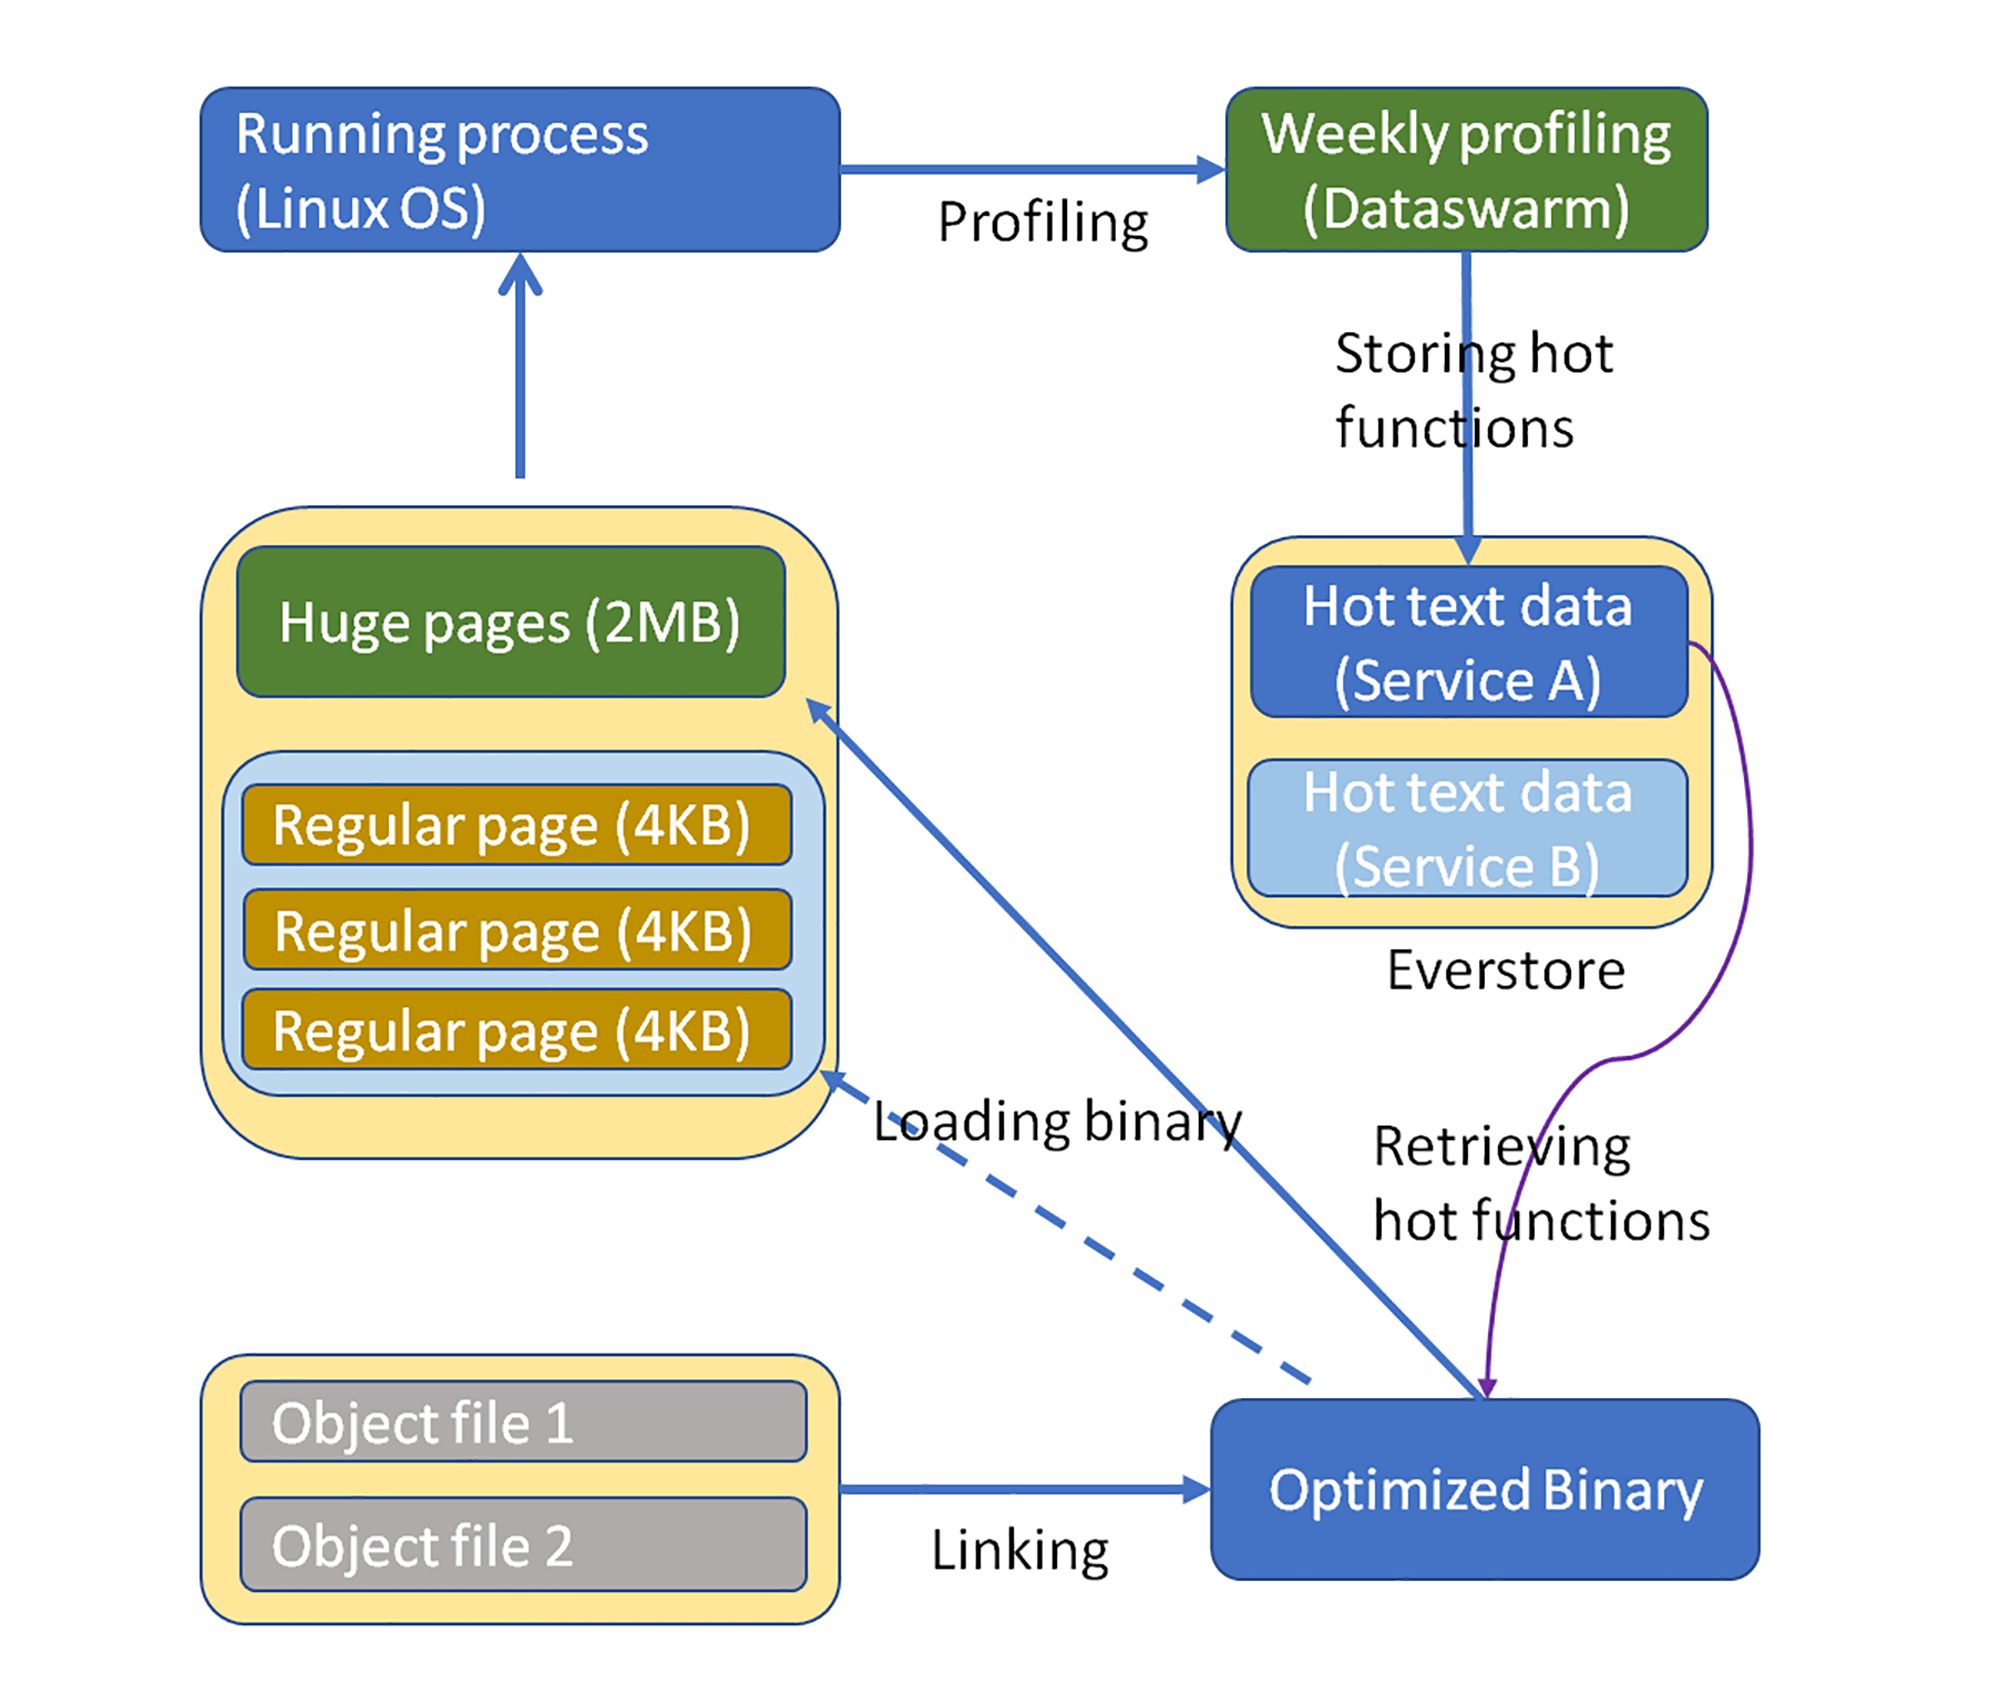 Running process
(Linux OS)
Profiling
Weekly profiling
(Dataswarm)
Storing hot
functions
Huge pages (2MB)
Regular page (4KB)
Regular page (4KB)
Regular page (4KB)
Hot text data
(Service A)
Hot text data
(Service B)
Everstore
Loading binary
Retrieving
hot functions
Object file 1
Object file 2
Linking
Optimized Binary